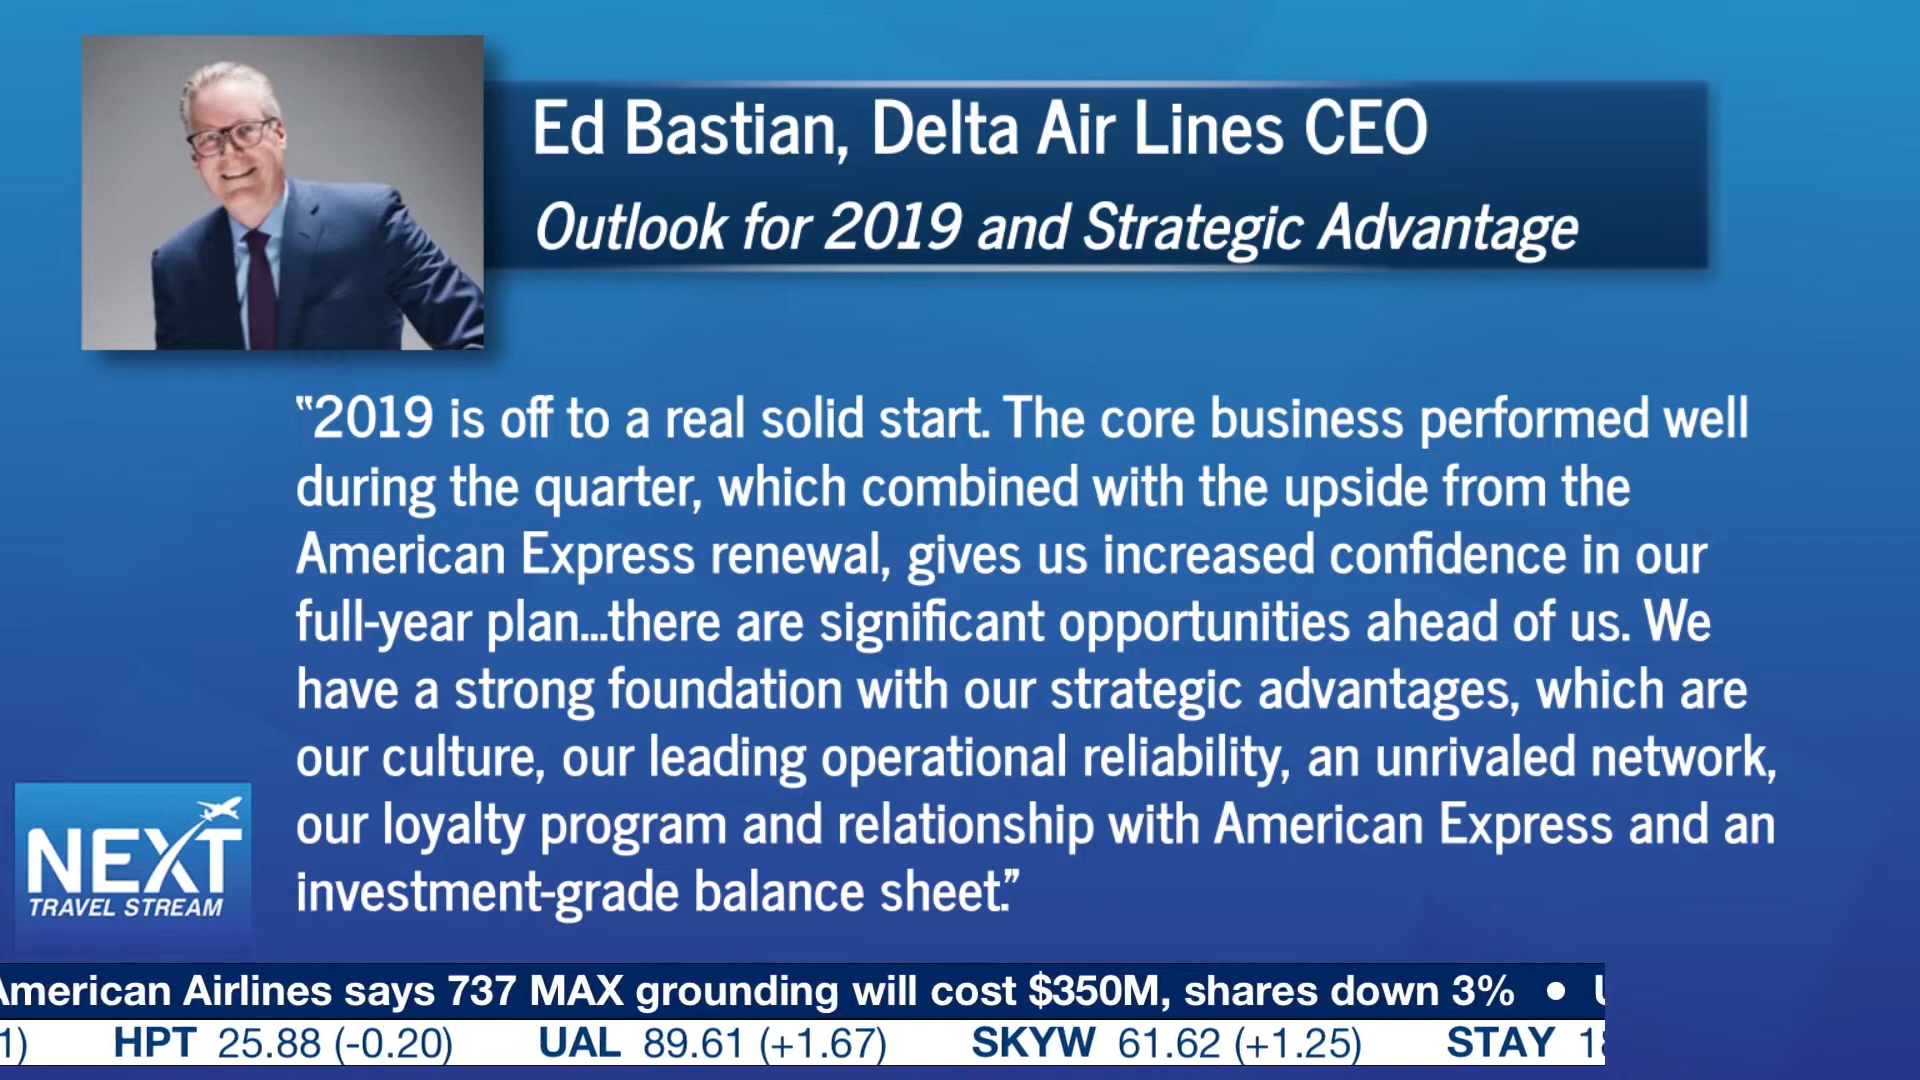 Ed Bastian, Delta Air Lines CEO
Outlook for 2019 and Strategic Advantage
"2019 is off to a real solid start. The core business performed well
during the quarter, which combined with the upside from the
American Express renewal, gives us increased confidence in our
full-year plan...there are significant opportunities ahead of us. We
have a strong foundation with our strategic advantages, which are
our culture, our leading operational reliability, an unrivaled network,
our loyalty program and relationship with American Express and an
investment-grade balance sheet."
NEXT
TRAVEL STREAM
American Airlines says 737 MAX grounding will cost $350M, shares down 3% •
1) HPT 25.88 (-0.20) UAL 89.61 (+1.67) SKYW 61.62 (+1.25) STAY